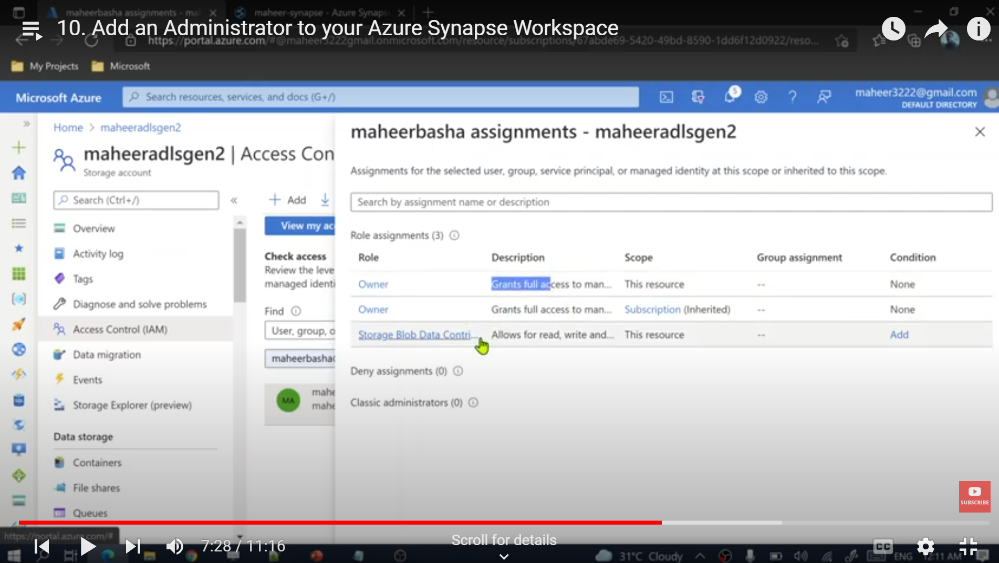 maheerbasha assignments - ma
maheer-synapse - Azure Synaps
10. Add an Administrator to your Azure Synapse Workspace
https://portal.azure.com/#@maheer3222gmail.onmicrosoft.com/resource/subscriptions/67abde69-5420-49bd-8590-1dd6f12d0922/reso...
My Projects
Microsoft
Microsoft Azure
Search resources, services, and docs (G+/)
5
maheer3222@gmail.com
DEFAULT DIRECTORY
Home > maheeradlsgen2
maheeradlsgen2 | Access Con
Storage account
Search (Ctrl+/)
«
Overview
Activity log
Tags
Diagnose and solve problems
Access Control (IAM)
Data migration
Events
Storage Explorer (preview)
Data storage
Containers
File shares
Queues
+ Add
View my acc
Check access
Review the leve
managed identi
Find
User, group, o
maheerbasha
MA
mahe
mahe
maheerbasha assignments - maheeradlsgen2
Assignments for the selected user, group, service principal, or managed identity at this scope or inherited to this scope.
Search by assignment name or description
Role assignments (3)
Role Description Scope Group assignment Condition
Owner Grants full access to man... This resource -- None
Owner Grants full access to man... Subscription (Inherited) -- None
Storage Blob Data Contri... Allows for read, write and... This resource -- Add
Deny assignments (0)
Classic administrators (0)
SUBSCRIBE
https://portal.azure.com/#
7:28 / 11:16
Scroll for details
CC
31°C Cloudy
ENG
12:11 AM